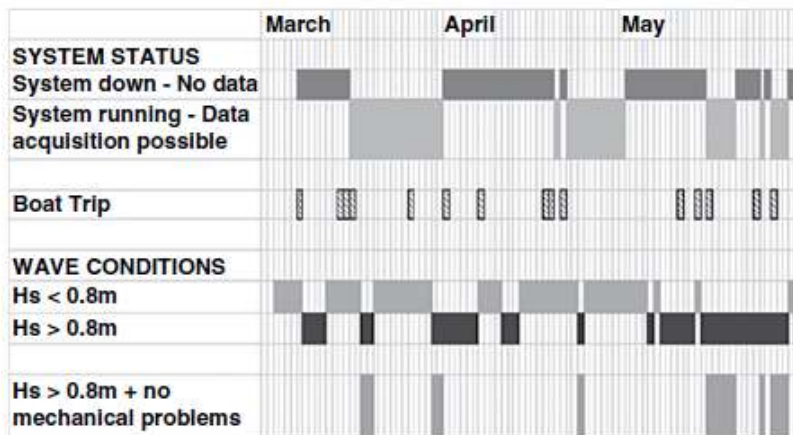 March April May
SYSTEM STATUS
System down - No data
System running - Data
acquisition possible
Boat Trip
WAVE CONDITIONS
Hs < 0.8m
Hs > 0.8m
Hs > 0.8m + no
mechanical problems